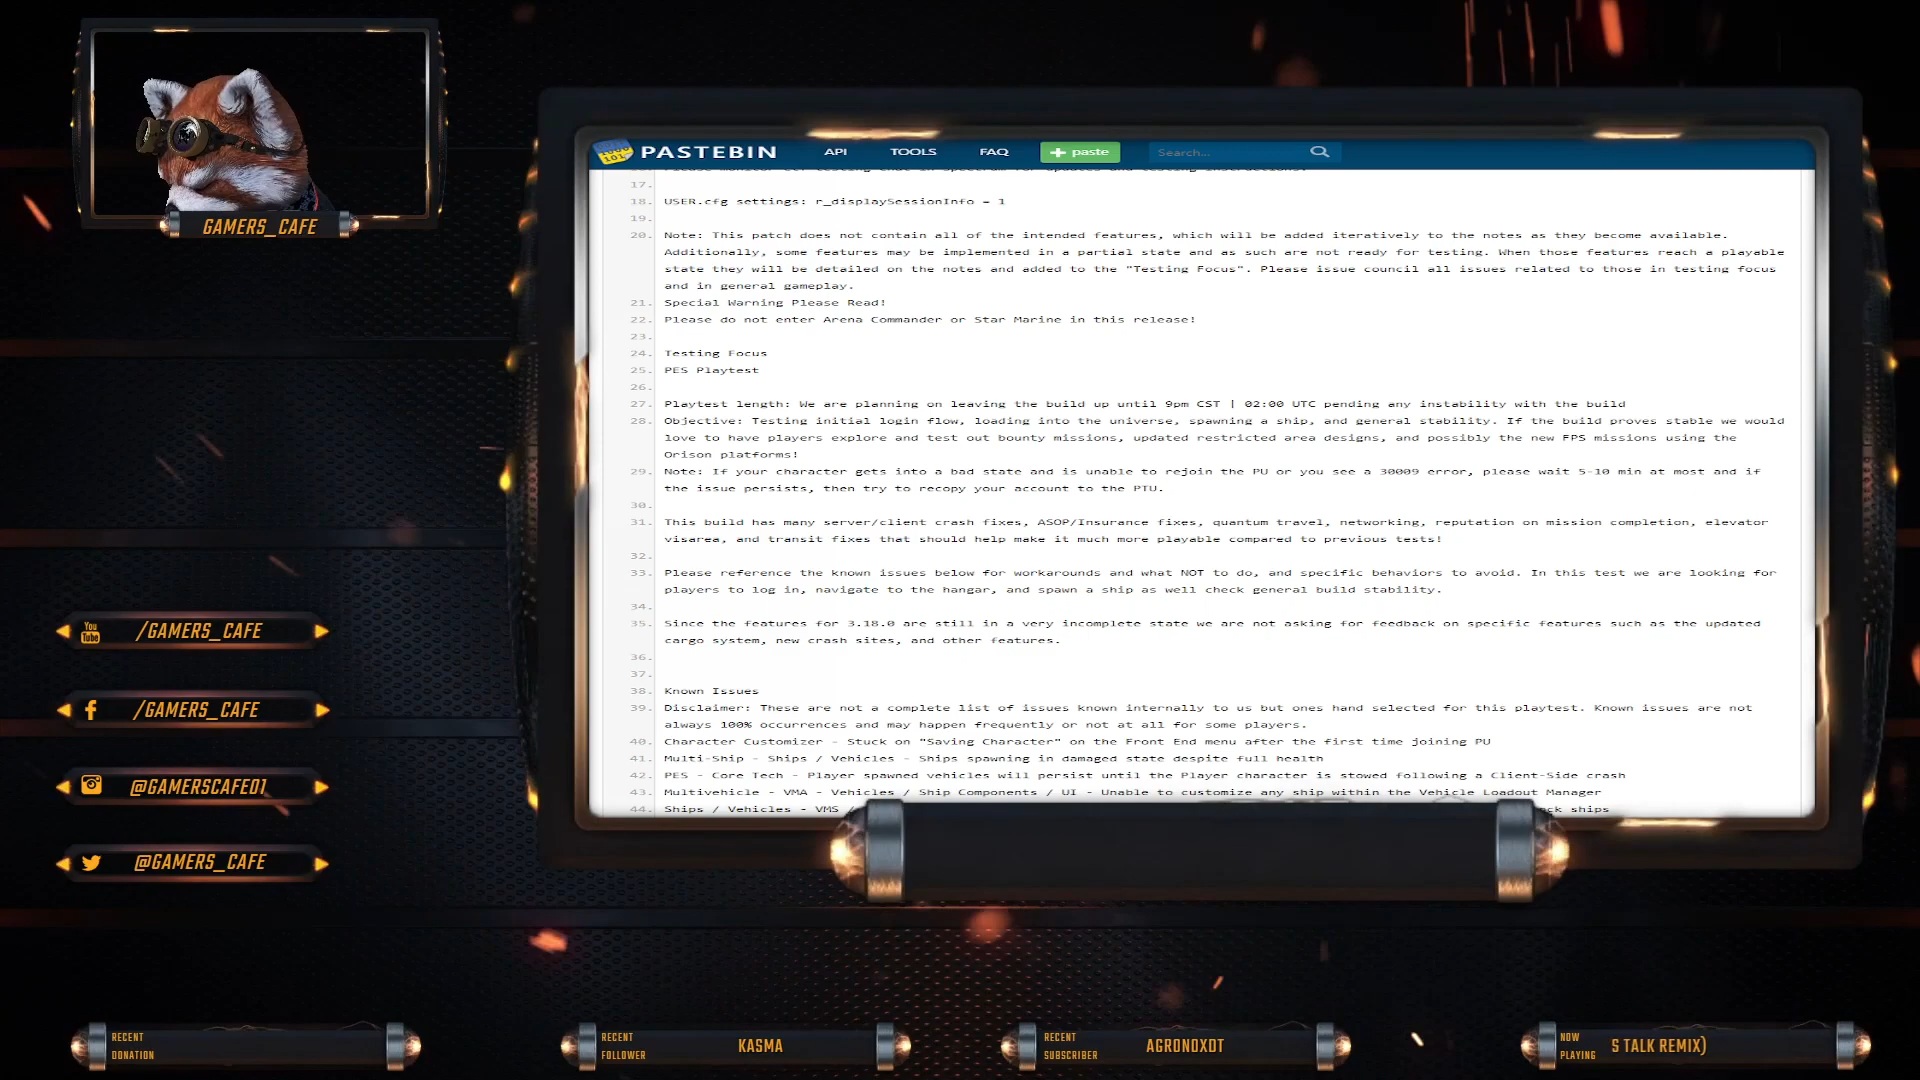 GAMERS_CAFE
PASTEBIN API TOOLS FAQ + paste Search...
17.
18. USER.cfg settings: r_displaySessionInfo = 1
19.
20. Note: This patch does not contain all of the intended features, which will be added iteratively to the notes as they become available.
Additionally, some features may be implemented in a partial state and as such are not ready for testing. When those features reach a playable
state they will be detailed on the notes and added to the "Testing Focus". Please issue council all issues related to those in testing focus
and in general gameplay.
21. Special Warning Please Read!
22. Please do not enter Arena Commander or Star Marine in this release!
23.
24. Testing Focus
25. PES Playtest
26.
27. Playtest length: We are planning on leaving the build up until 9pm CST | 02:00 UTC pending any instability with the build
28. Objective: Testing initial login flow, loading into the universe, spawning a ship, and general stability. If the build proves stable we would
love to have players explore and test out bounty missions, updated restricted area designs, and possibly the new FPS missions using the
Orison platforms!
29. Note: If your character gets into a bad state and is unable to rejoin the PU or you see a 30009 error, please wait 5-10 min at most and if
the issue persists, then try to recopy your account to the PTU.
30.
31. This build has many server/client crash fixes, ASOP/Insurance fixes, quantum travel, networking, reputation on mission completion, elevator
visarea, and transit fixes that should help make it much more playable compared to previous tests!
32.
33. Please reference the known issues below for workarounds and what NOT to do, and specific behaviors to avoid. In this test we are looking for
players to log in, navigate to the hangar, and spawn a ship as well check general build stability.
34.
35. Since the features for 3.18.0 are still in a very incomplete state we are not asking for feedback on specific features such as the updated
cargo system, new crash sites, and other features.
36.
37.
38. Known Issues
39. Disclaimer: These are not a complete list of issues known internally to us but ones hand selected for this playtest. Known issues are not
always 100% occurrences and may happen frequently or not at all for some players.
40. Character Customizer - Stuck on "Saving Character" on the Front End menu after the first time joining PU
41. Multi-Ship - Ships / Vehicles - Ships spawning in damaged state despite full health
42. PES - Core Tech - Player spawned vehicles will persist until the Player character is stowed following a Client-Side crash
43. Multivehicle - VMA - Vehicles / Ship Components / UI - Unable to customize any ship within the Vehicle Loadout Manager
44. Ships / Vehicles - VMS / ships
You Tube /GAMERS_CAFE
f /GAMERS_CAFE
@GAMERSCAFE01
@GAMERS_CAFE
RECENT DONATION
RECENT FOLLOWER KASMA
RECENT SUBSCRIBER AGRONOXOT
NOW PLAYING S TALK REMIX)